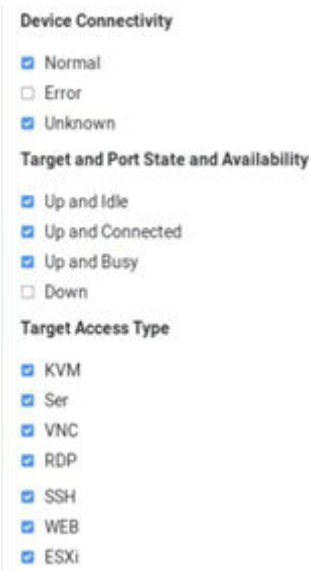 Device Connectivity
Normal
Error
Unknown
Target and Port State and Availability
Up and Idle
Up and Connected
Up and Busy
Down
Target Access Type
KVM
Ser
VNC
RDP
SSH
WEB
ESXi